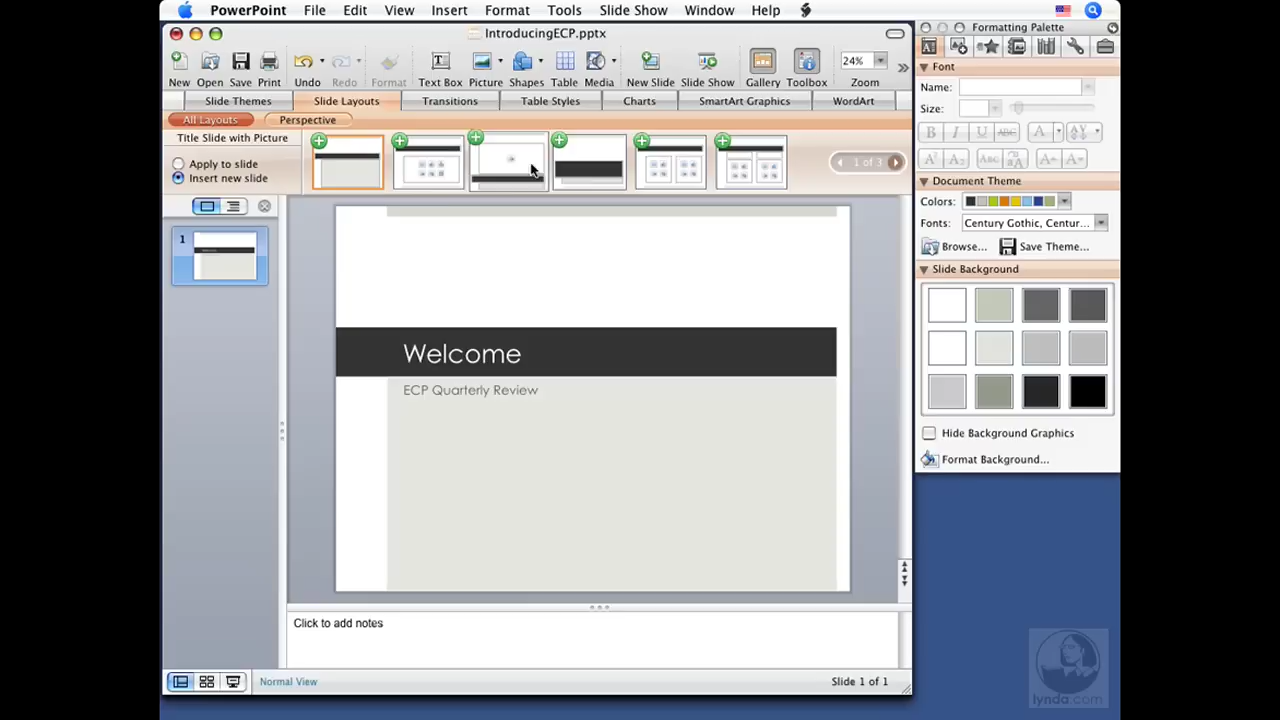 PowerPoint File Edit View Insert Format Tools Slide Show Window Help
IntroducingECP.pptx
New Open Save Print Undo Redo Format Text Box Picture Shapes Table Media New Slide Slide Show Gallery Toolbox 24% Zoom
Slide Themes Slide Layouts Transitions Table Styles Charts SmartArt Graphics WordArt
All Layouts Perspective
Title Slide with Picture
Apply to slide
Insert new slide
1 of 3
1
Welcome
ECP Quarterly Review
Click to add notes
Normal View
Slide 1 of 1
Formatting Palette
Font
Name:
Size:
B I U ABC A AV
A² A₂ ABC A A A
Document Theme
Colors:
Fonts: Century Gothic, Centur...
Browse... Save Theme...
Slide Background
Hide Background Graphics
Format Background...
lynda.com